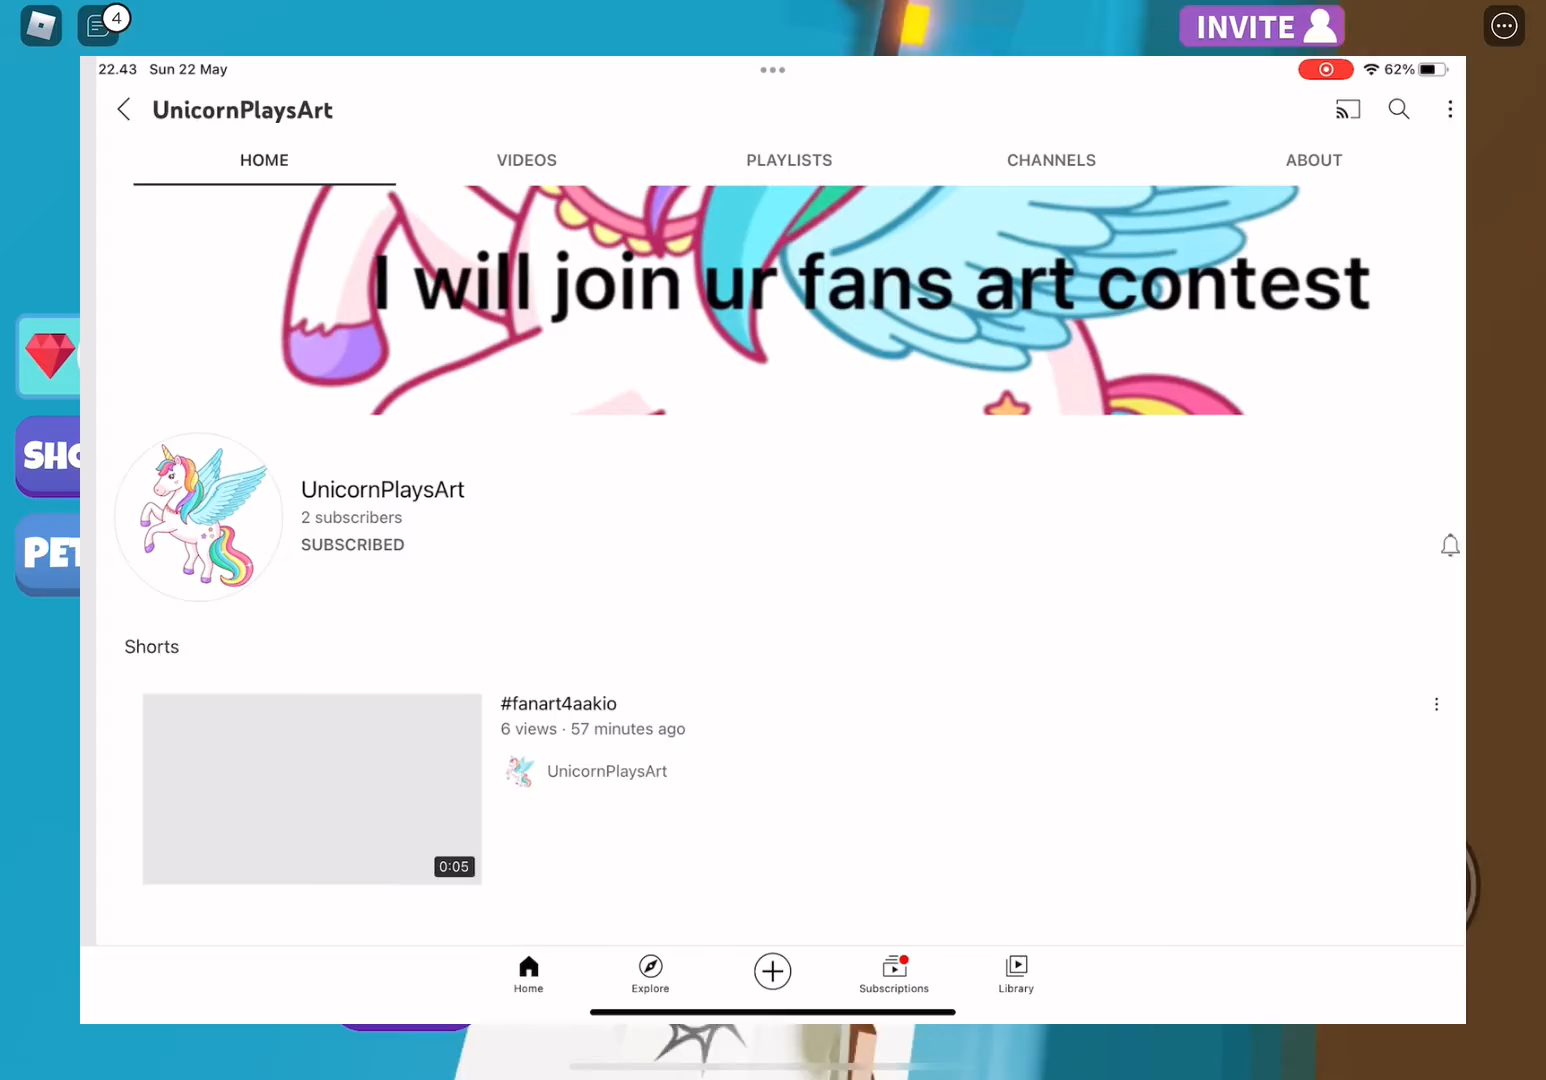 4
INVITE
22.43 Sun 22 May
62%
UnicornPlaysArt
HOME VIDEOS PLAYLISTS CHANNELS ABOUT
I will join ur fans art contest
UnicornPlaysArt
2 subscribers
SUBSCRIBED
Shorts
#fanart4aakio
6 views · 57 minutes ago
UnicornPlaysArt
0:05
Home Explore Subscriptions Library